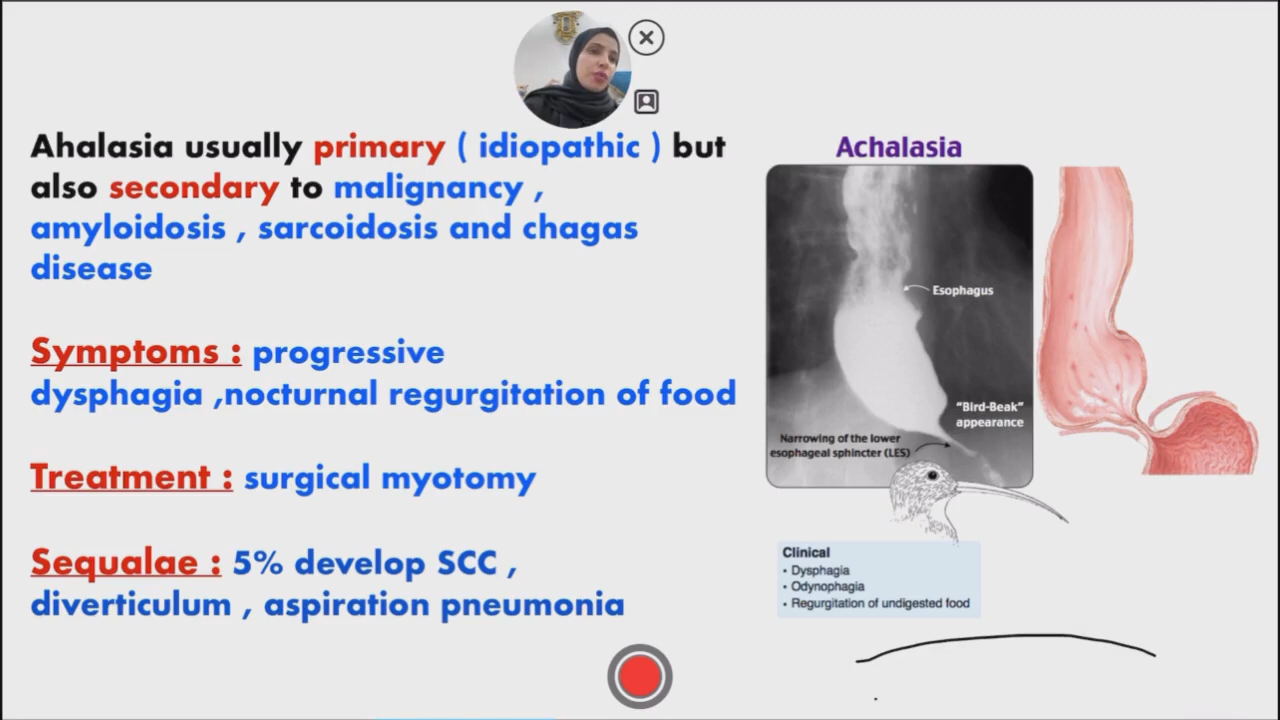 Ahalasia usually primary ( idiopathic ) but
also secondary to malignancy ,
amyloidosis , sarcoidosis and chagas
disease
Symptoms : progressive
dysphagia ,nocturnal regurgitation of food
Treatment : surgical myotomy
Sequalae : 5% develop SCC ,
diverticulum , aspiration pneumonia
Achalasia
Esophagus
"Bird-Beak"
appearance
Narrowing of the lower
esophageal sphincter (LES)
Clinical
• Dysphagia
• Odynophagia
• Regurgitation of undigested food